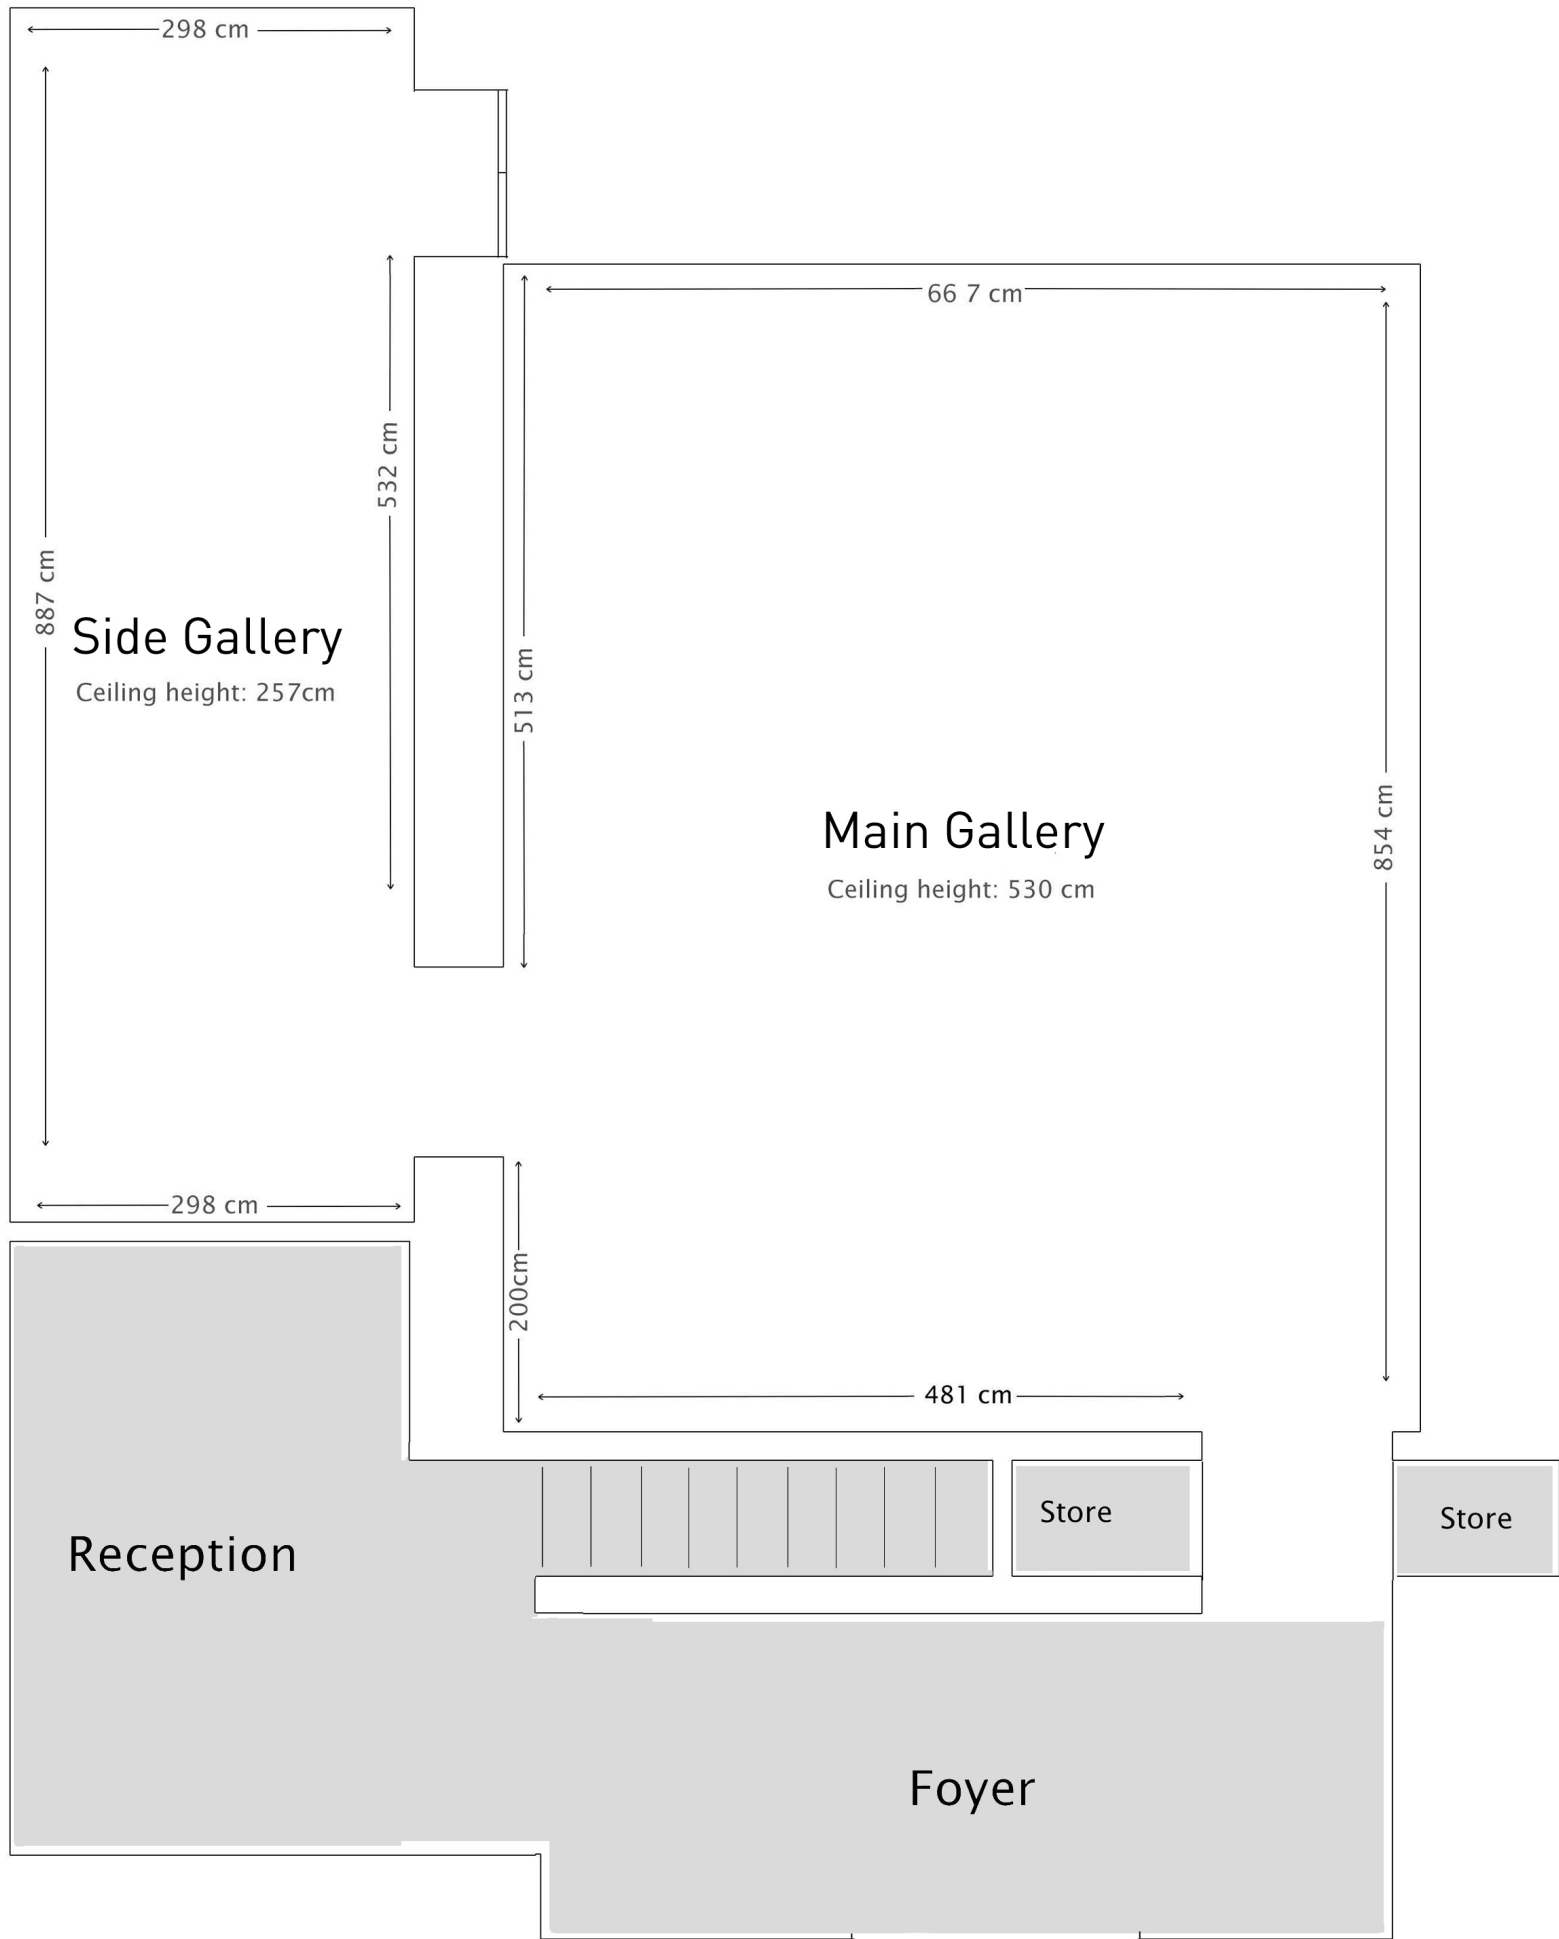 298 cm
66 7 cm
532 cm
887 cm
Side Gallery
Ceiling height: 257cm
513 cm
Main Gallery
Ceiling height: 530 cm
854 cm
298 cm
200cm
481 cm
Store
Store
Reception
Foyer